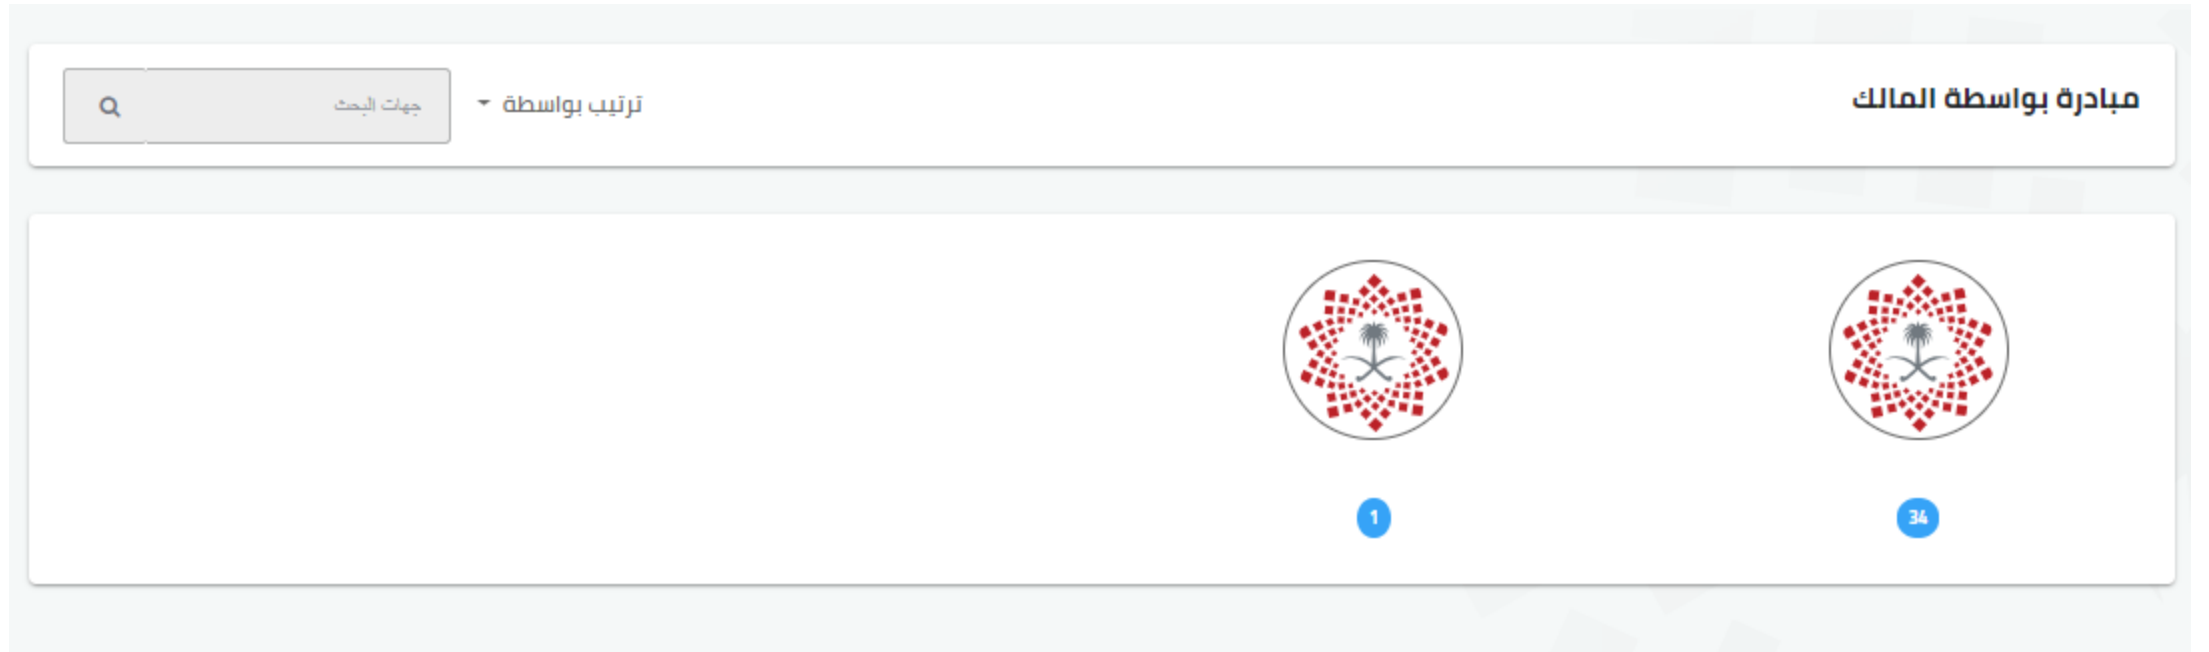 مبادرة بواسطة المالك
ترتيب بواسطة
جهات البحث
34
1